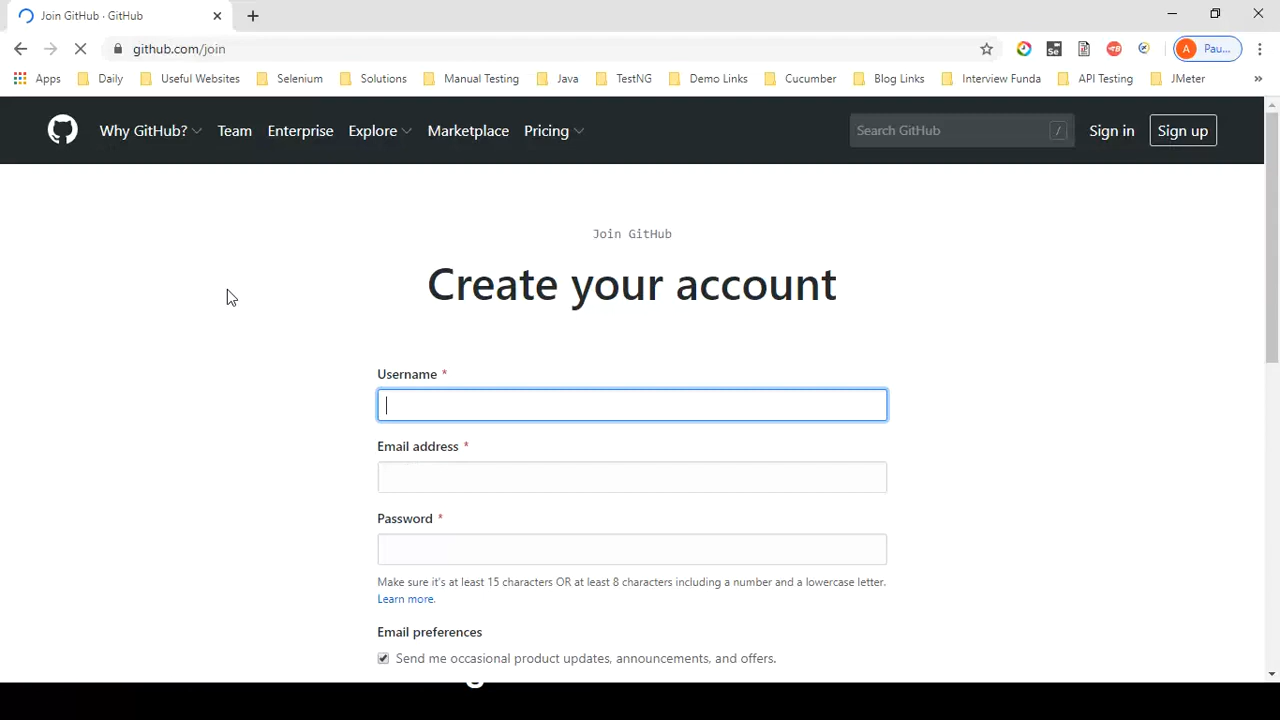 Join GitHub · GitHub
github.com/join
A Pau...
Apps Daily Useful Websites Selenium Solutions Manual Testing Java TestNG Demo Links Cucumber Blog Links Interview Funda API Testing JMeter »
Why GitHub? Team Enterprise Explore Marketplace Pricing Search GitHub / Sign in Sign up
Join GitHub
Create your account
Username *
Email address *
Password *
Make sure it's at least 15 characters OR at least 8 characters including a number and a lowercase letter.
Learn more.
Email preferences
Send me occasional product updates, announcements, and offers.